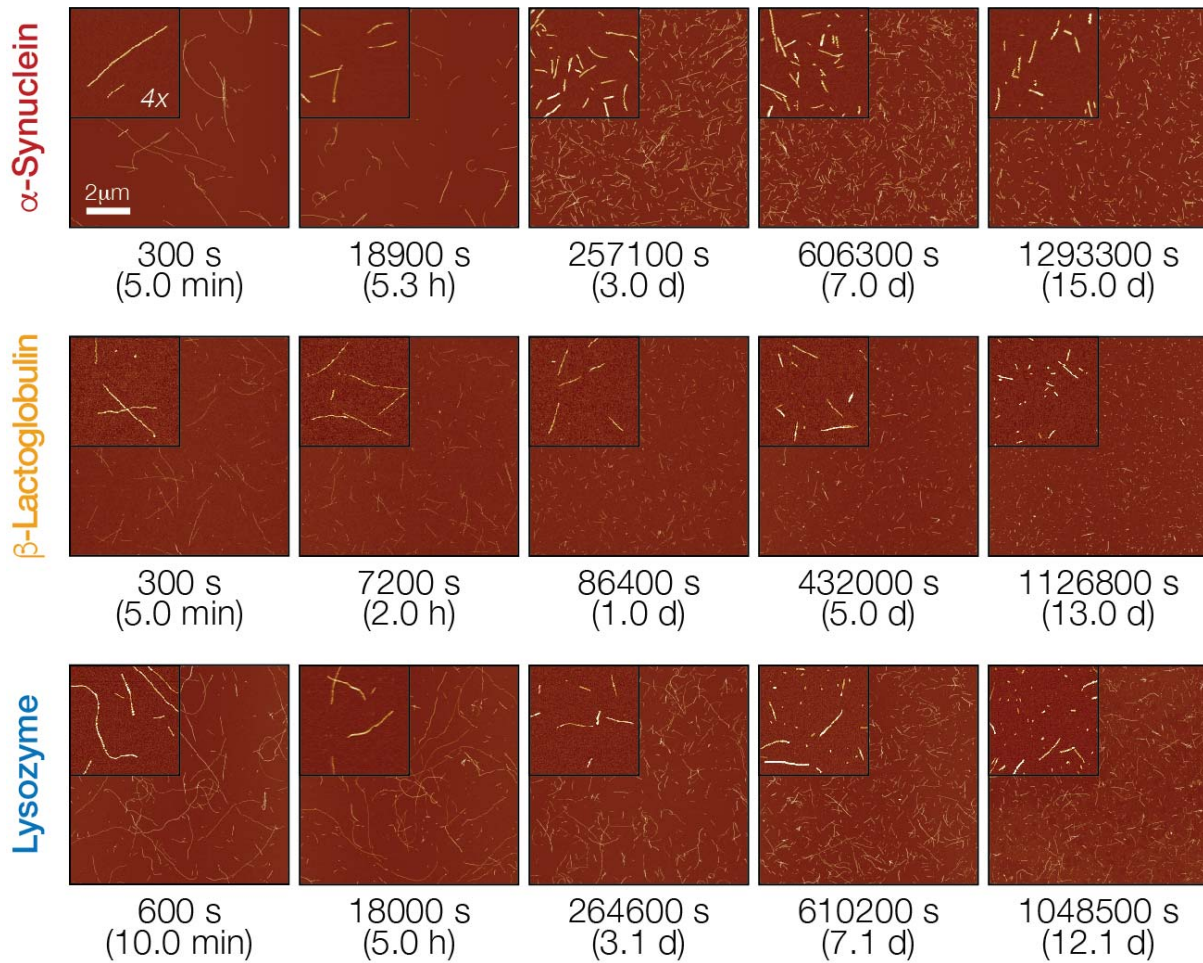 α-Synuclein
4x
2μm
300 s
(5.0 min)
18900 s
(5.3 h)
257100 s
(3.0 d)
606300 s
(7.0 d)
1293300 s
(15.0 d)
β-Lactoglobulin
300 s
(5.0 min)
7200 s
(2.0 h)
86400 s
(1.0 d)
432000 s
(5.0 d)
1126800 s
(13.0 d)
Lysozyme
600 s
(10.0 min)
18000 s
(5.0 h)
264600 s
(3.1 d)
610200 s
(7.1 d)
1048500 s
(12.1 d)